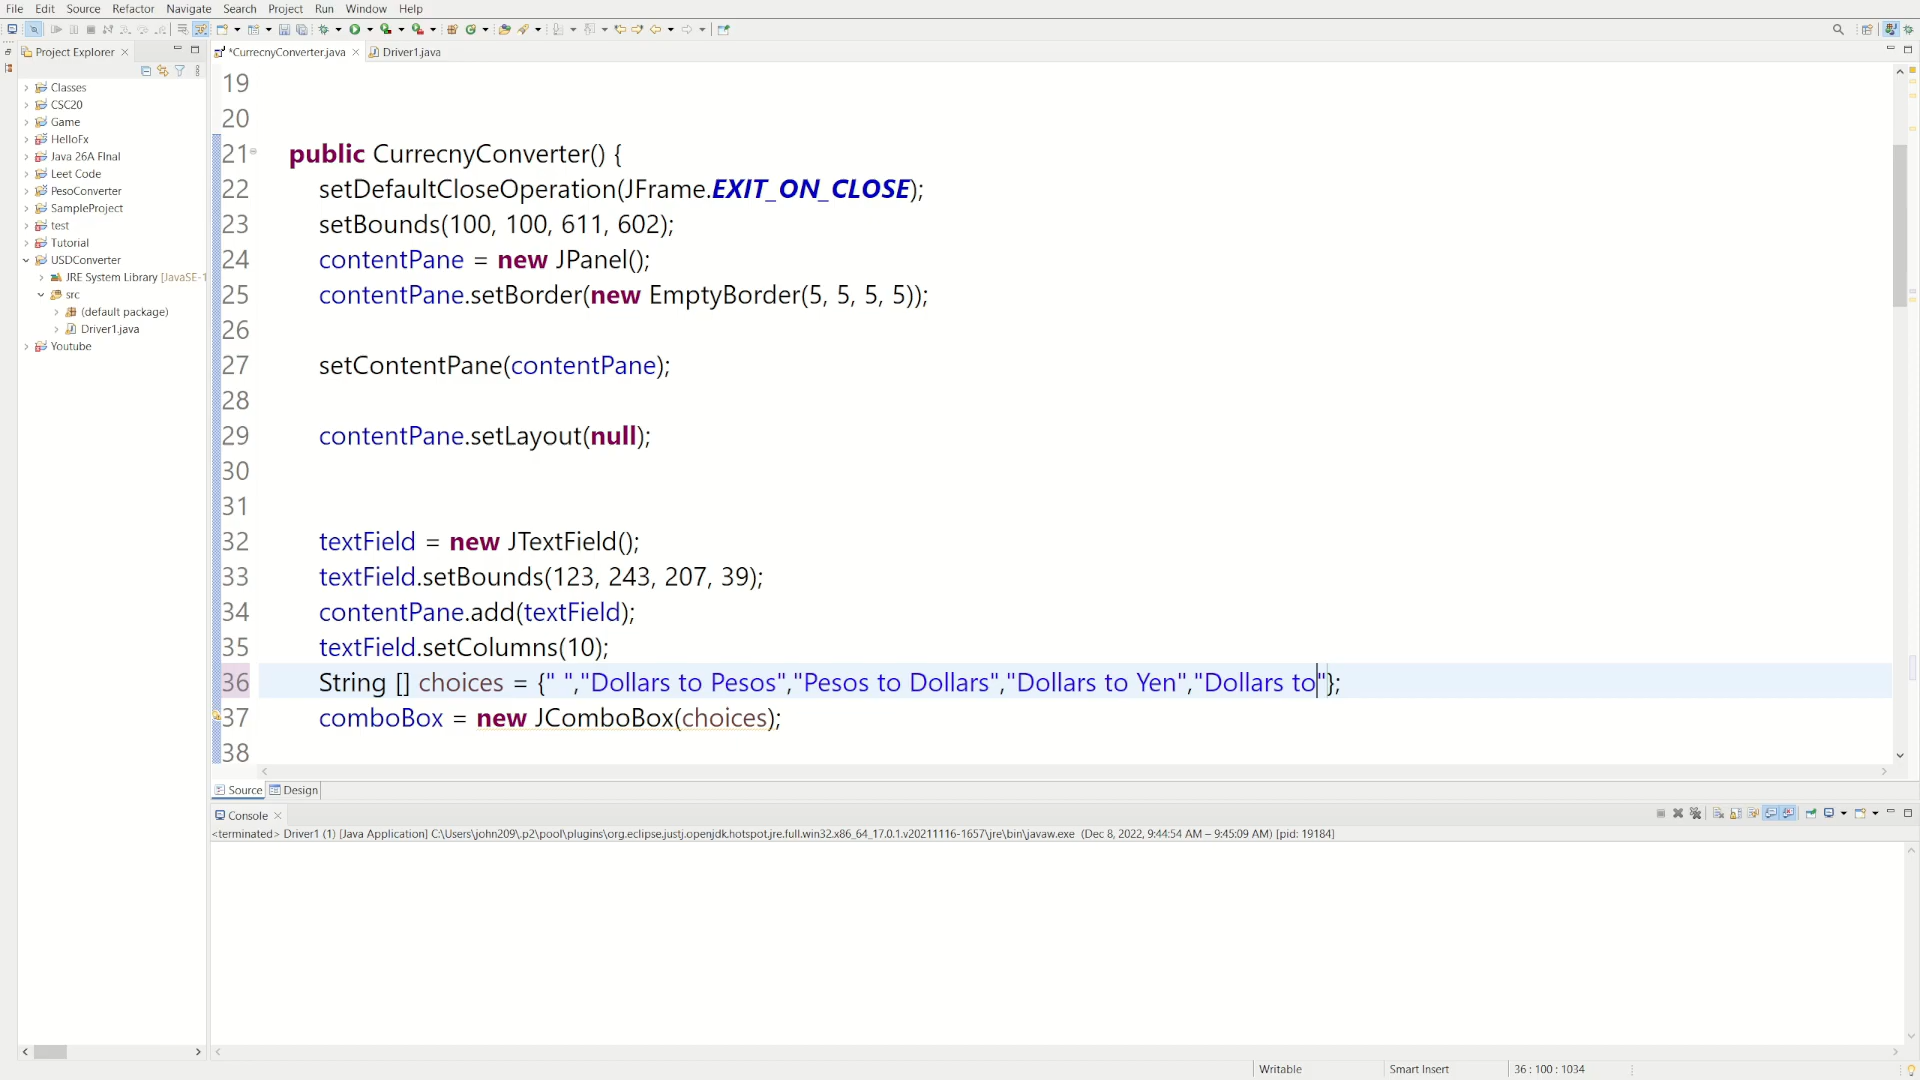 File Edit Source Refactor Navigate Search Project Run Window Help
Project Explorer
*CurrecnyConverter.java
Driver1.java
Classes
CSC20
Game
HelloFx
Java 26A FInal
Leet Code
PesoConverter
SampleProject
test
Tutorial
USDConverter
JRE System Library [JavaSE-1
src
(default package)
Driver1.java
Youtube
19
20
21 public CurrecnyConverter() {
22 setDefaultCloseOperation(JFrame.EXIT_ON_CLOSE);
23 setBounds(100, 100, 611, 602);
24 contentPane = new JPanel();
25 contentPane.setBorder(new EmptyBorder(5, 5, 5, 5));
26
27 setContentPane(contentPane);
28
29 contentPane.setLayout(null);
30
31
32 textField = new JTextField();
33 textField.setBounds(123, 243, 207, 39);
34 contentPane.add(textField);
35 textField.setColumns(10);
36 String [] choices = {" ","Dollars to Pesos","Pesos to Dollars","Dollars to Yen","Dollars to"};
37 comboBox = new JComboBox(choices);
38
Source Design
Console
<terminated> Driver1 (1) [Java Application] C:\Users\john209\.p2\pool\plugins\org.eclipse.justj.openjdk.hotspot.jre.full.win32.x86_64_17.0.1.v20211116-1657\jre\bin\javaw.exe (Dec 8, 2022, 9:44:54 AM – 9:45:09 AM) [pid: 19184]
Writable Smart Insert 36 : 100 : 1034